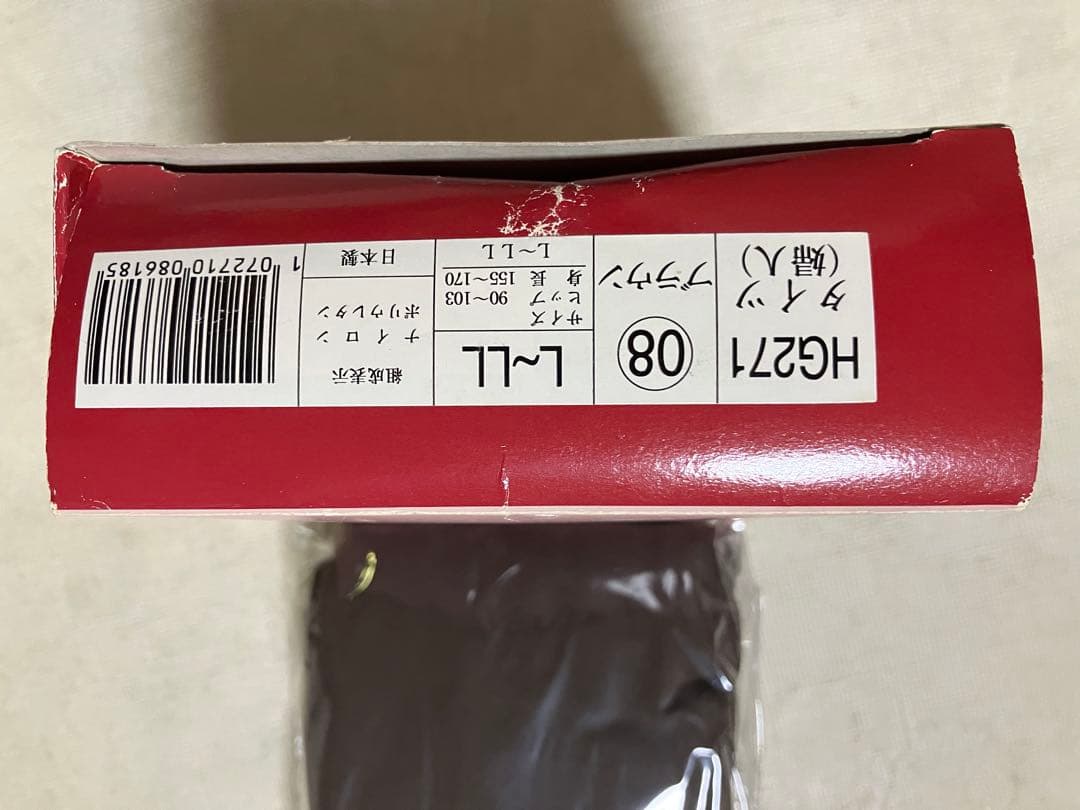 HG271
タイツ
（婦人）
08
ブラウン
L~LL
サイズ
ヒップ 90～103
身長 155～170
L～LL
組成表示
ナイロン
ポリウレタン
日本製
1 072710 086185